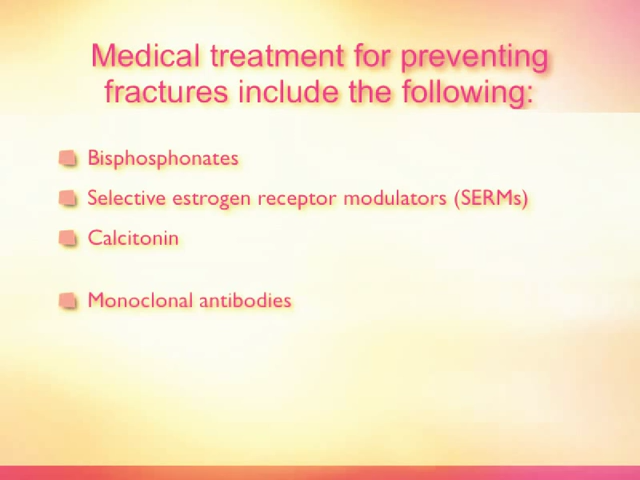 Medical treatment for preventing
fractures include the following:
Bisphosphonates
Selective estrogen receptor modulators (SERMs)
Calcitonin
Monoclonal antibodies